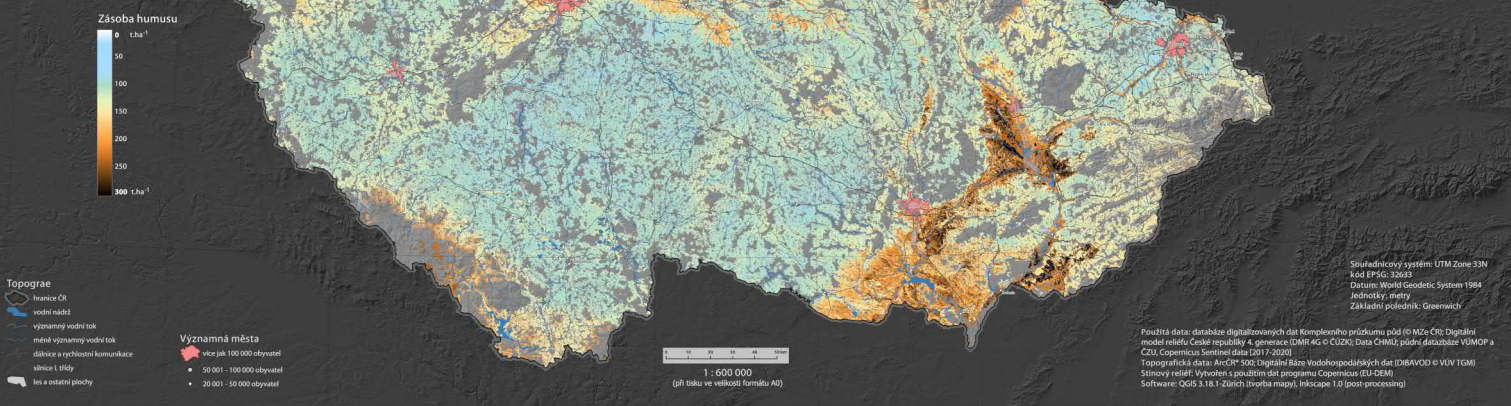 Zásoba humusu
0 t.ha-1
50
100
150
200
250
300 t.ha-1
Topograe
hranice ČR
vodní nádrž
významný vodní tok
méně významný vodní tok
dálnice a rychlostní komunikace
silnice I. třídy
les a ostatní plochy
Významná města
více jak 100 000 obyvatel
50 001 - 100 000 obyvatel
20 001 - 50 000 obyvatel
0 10 20 30 40 50 km
1 : 600 000
(při tisku ve velikosti formátu A0)
Souřadnicový systém: UTM Zone 33N
kód EPSG: 32633
Datum: World Geodetic System 1984
Jednotky: metry
Základní poledník: Greenwich
Použitá data: databáze digitalizovaných dat Komplexního průzkumu půd (© MZe ČR); Digitální
model reliéfu České republiky 4. generace (DMR 4G © ČÚZK); Data ČHMÚ; půdní datazbáze VÚMOP a
ČZU, Copernicus Sentinel data [2017-2020]
Topografická data: ArcČR® 500; Digitální Báze Vodohospodářských dat (DIBAVOD © VÚV TGM)
Stínový reliéf: Vytvořen s použitím dat programu Copernicus (EU-DEM)
Software: QGIS 3.18.1-Zürich (tvorba mapy), Inkscape 1.0 (post-processing)